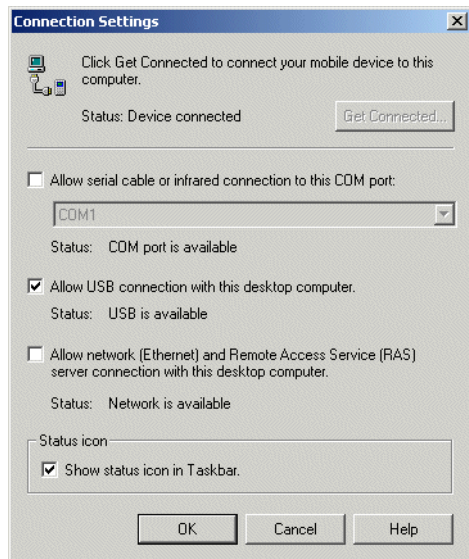 Connection Settings
Click Get Connected to connect your mobile device to this
computer.
Status: Device connected
Get Connected...
Allow serial cable or infrared connection to this COM port:
COM1
Status: COM port is available
Allow USB connection with this desktop computer.
Status: USB is available
Allow network (Ethernet) and Remote Access Service (RAS)
server connection with this desktop computer.
Status: Network is available
Status icon
Show status icon in Taskbar.
OK Cancel Help